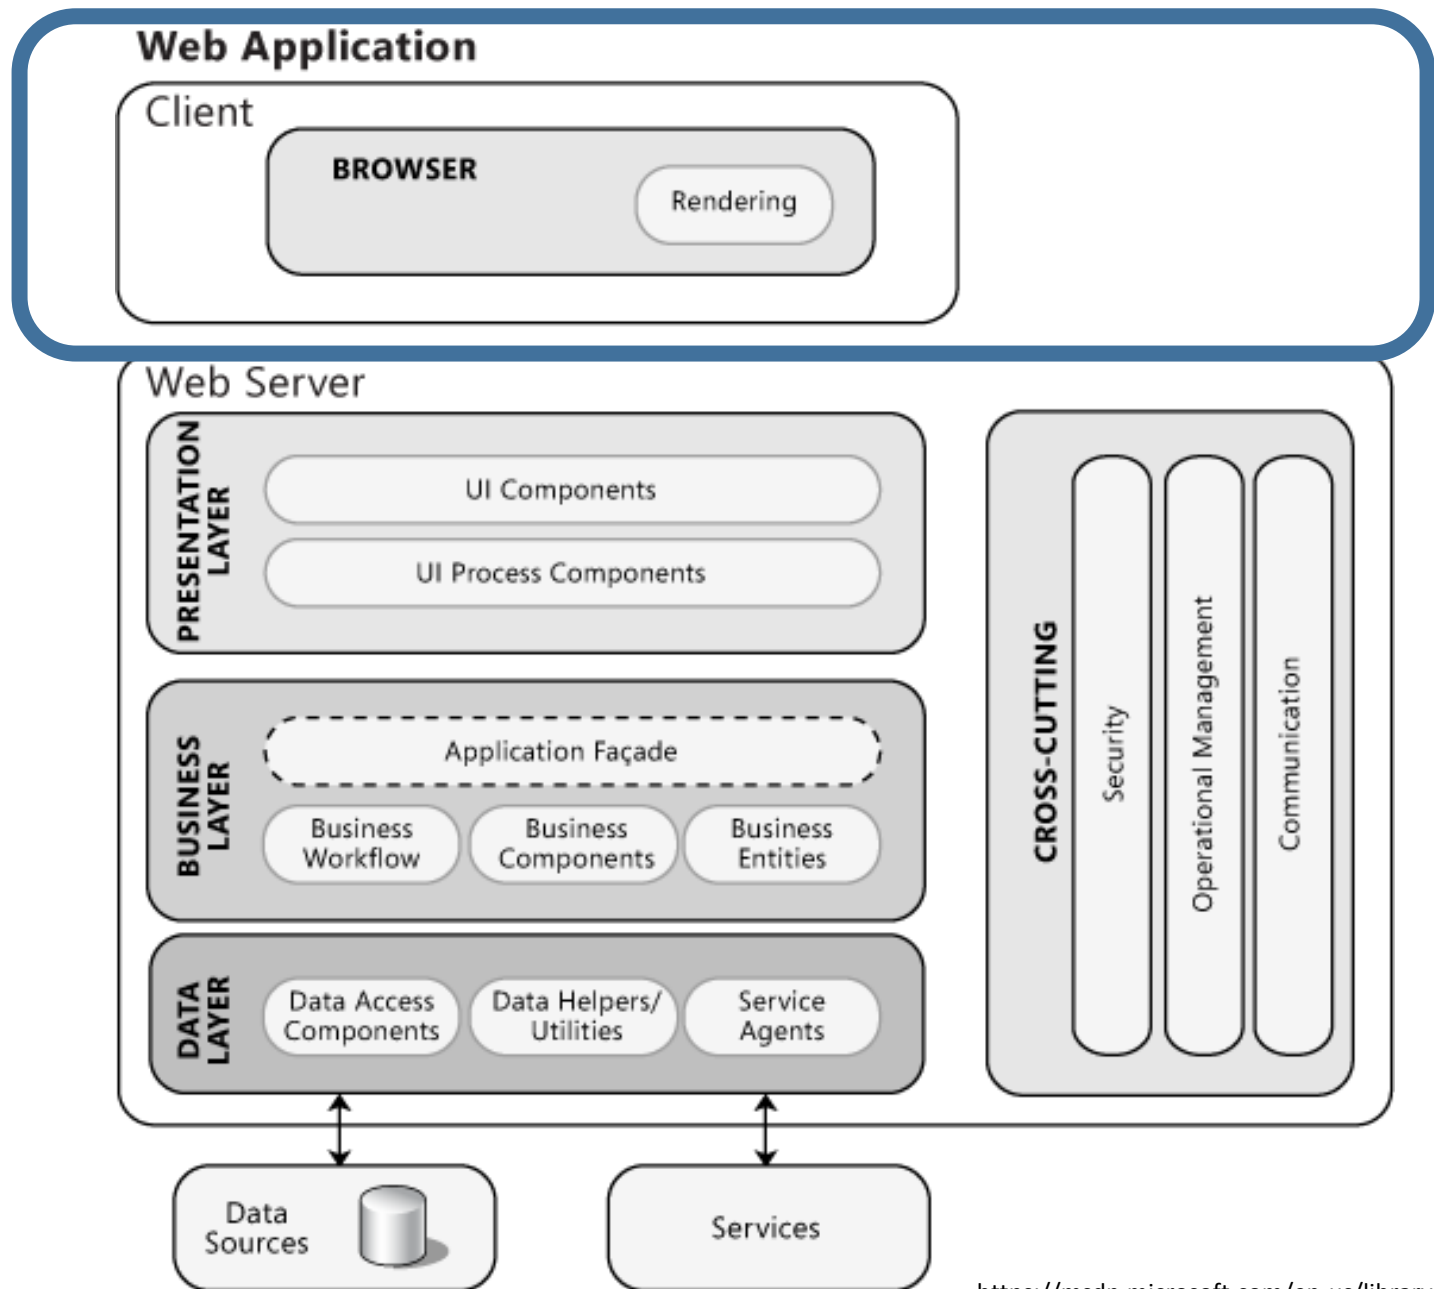 Web Application
Client
BROWSER
Rendering
Web Server
PRESENTATION
LAYER
UI Components
UI Process Components
BUSINESS
LAYER
Application Façade
Business
Workflow
Business
Components
Business
Entities
DATA
LAYER
Data Access
Components
Data Helpers/
Utilities
Service
Agents
CROSS-CUTTING
Security
Operational Management
Communication
Data
Sources
Services